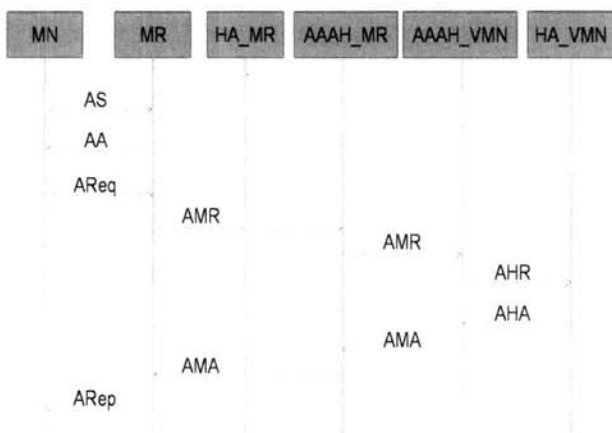 MN MR HA_MR AAAH_MR AAAH_VMN HA_VMN
AS
AA
AReq
AMR
AMR
AHR
AHA
AMA
AMA
ARep